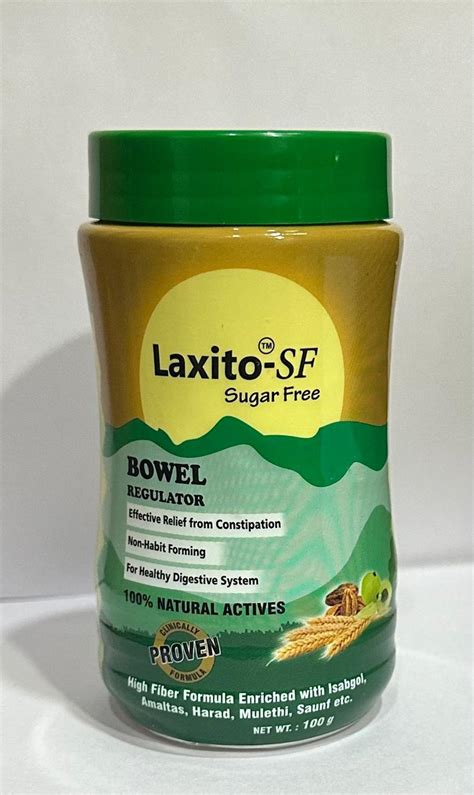 Laxito-SF
TM
Sugar Free
BOWEL
REGULATOR
Effective Relief from Constipation
Non-Habit Forming
For Healthy Digestive System
100% NATURAL ACTIVES
CLINICALLY
PROVEN
FORMULA
High Fiber Formula Enriched with Isabgol,
Amaltas, Harad, Mulethi, Saunf etc.
NET WT. : 100 g